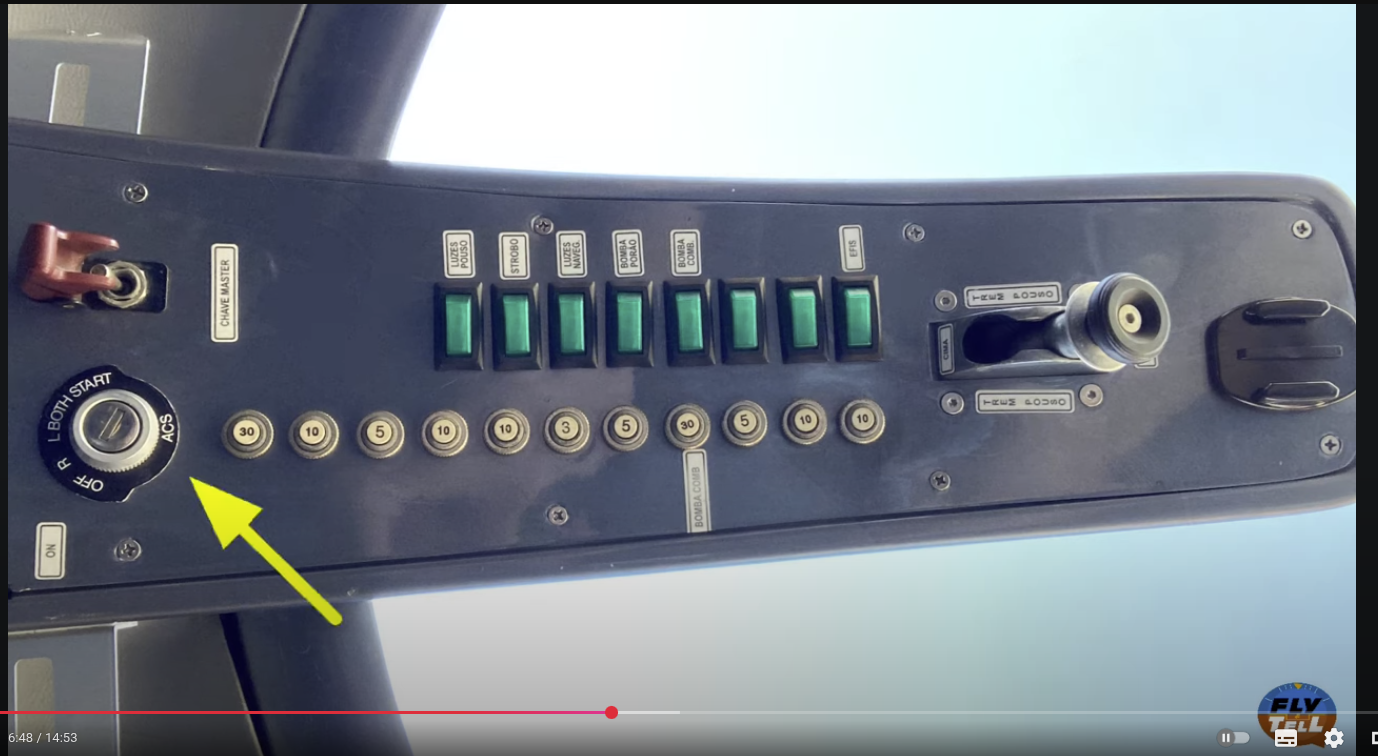 CHAVE MASTER
LUZES
POUSO
STROBO
LUZES
NAVEG.
BOMBA
PORÃO
BOMBA
COMB.
EFIS
OFF R L BOTH START
ACS
ON
30
10
5
10
10
3
5
30
5
10
10
BOMBA.COMB
TREM POUSO
CIMA
TREM POUSO
FLY
TELL
6:48 / 14:53